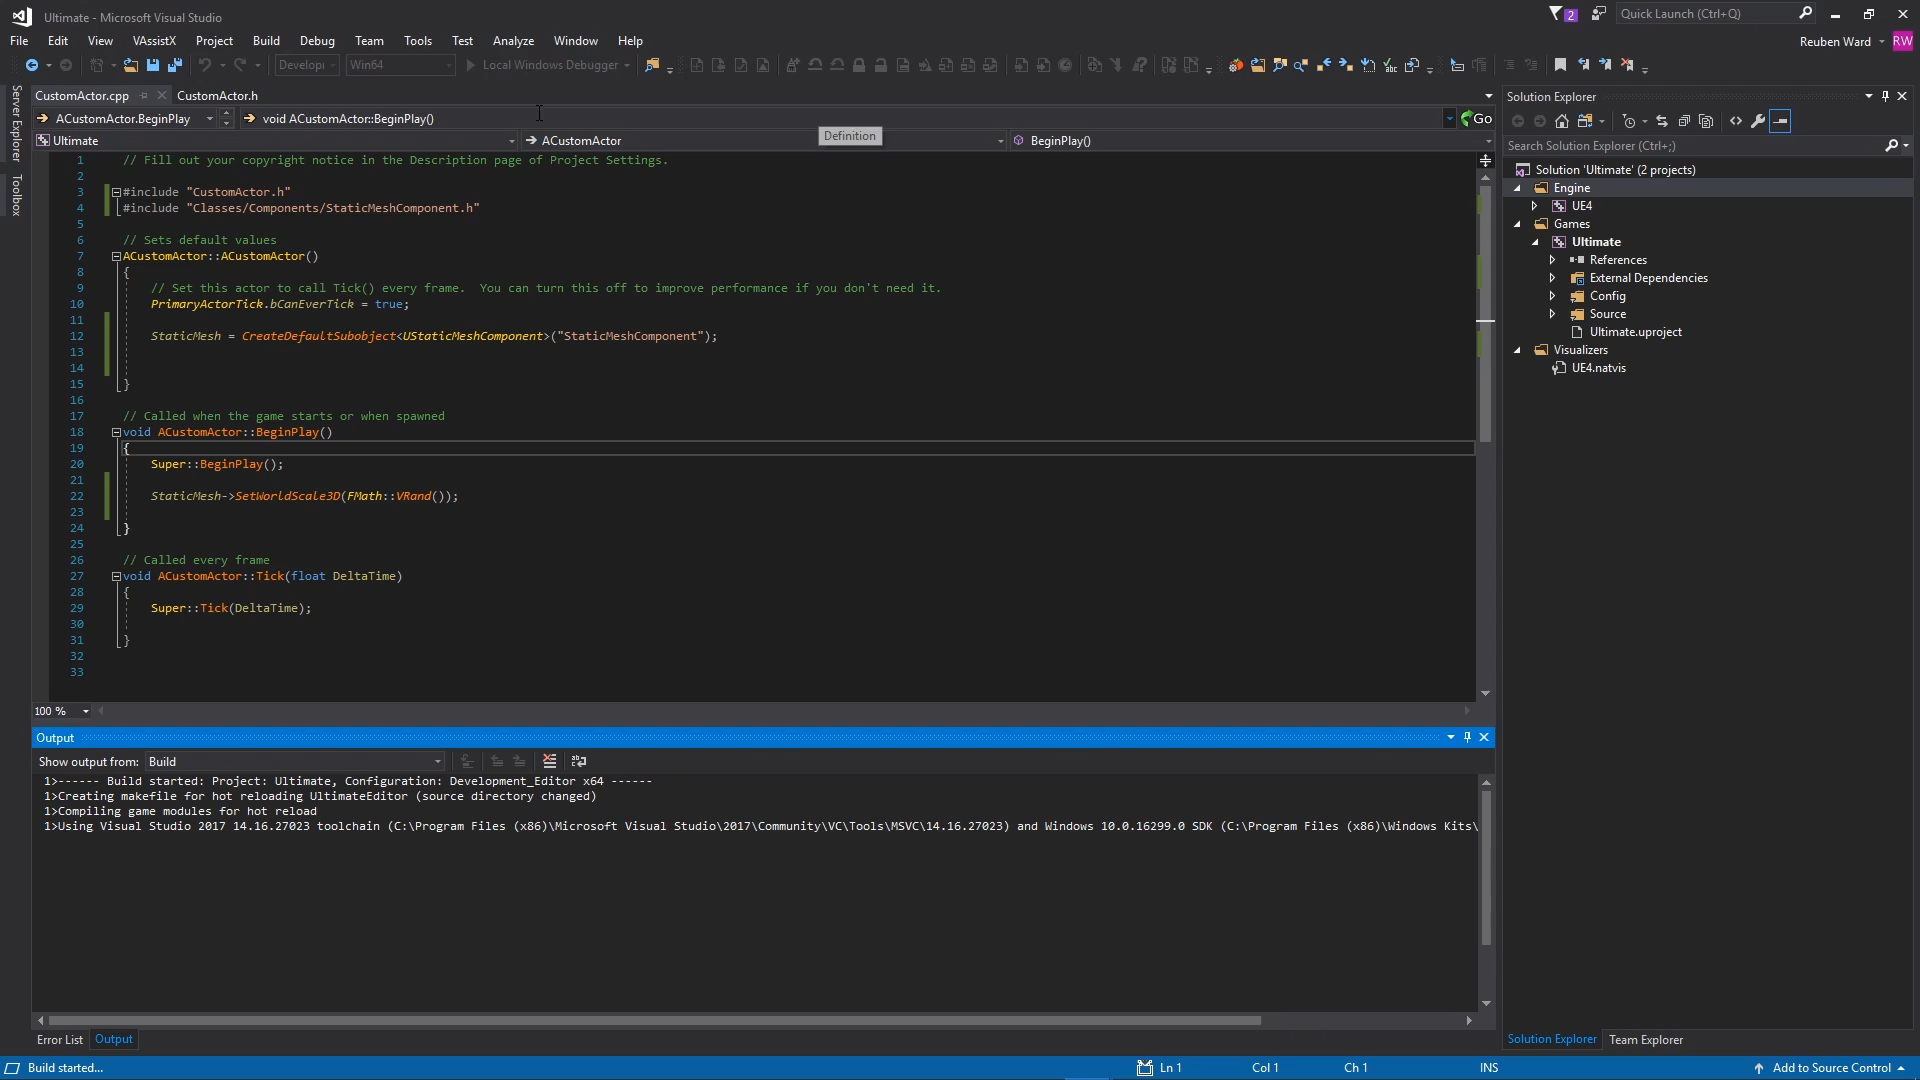 Ultimate - Microsoft Visual Studio
2
Quick Launch (Ctrl+Q)
File Edit View VAssistX Project Build Debug Team Tools Test Analyze Window Help
Reuben Ward RW
Developi Win64 Local Windows Debugger
Server Explorer
Toolbox
CustomActor.cpp CustomActor.h
ACustomActor.BeginPlay void ACustomActor::BeginPlay() Go
Definition
Ultimate ACustomActor BeginPlay()
1 // Fill out your copyright notice in the Description page of Project Settings.
2
3 #include "CustomActor.h"
4 #include "Classes/Components/StaticMeshComponent.h"
5
6 // Sets default values
7 ACustomActor::ACustomActor()
8 {
9 // Set this actor to call Tick() every frame.  You can turn this off to improve performance if you don't need it.
10 PrimaryActorTick.bCanEverTick = true;
11
12 StaticMesh = CreateDefaultSubobject<UStaticMeshComponent>("StaticMeshComponent");
13
14
15 }
16
17 // Called when the game starts or when spawned
18 void ACustomActor::BeginPlay()
19 {
20 Super::BeginPlay();
21
22 StaticMesh->SetWorldScale3D(FMath::VRand());
23
24 }
25
26 // Called every frame
27 void ACustomActor::Tick(float DeltaTime)
28 {
29 Super::Tick(DeltaTime);
30
31 }
32
33
100 %
Output
Show output from: Build
1>------ Build started: Project: Ultimate, Configuration: Development_Editor x64 ------
1>Creating makefile for hot reloading UltimateEditor (source directory changed)
1>Compiling game modules for hot reload
1>Using Visual Studio 2017 14.16.27023 toolchain (C:\Program Files (x86)\Microsoft Visual Studio\2017\Community\VC\Tools\MSVC\14.16.27023) and Windows 10.0.16299.0 SDK (C:\Program Files (x86)\Windows Kits\
Error List Output
Solution Explorer
Search Solution Explorer (Ctrl+;)
Solution 'Ultimate' (2 projects)
Engine
UE4
Games
Ultimate
References
External Dependencies
Config
Source
Ultimate.uproject
Visualizers
UE4.natvis
Solution Explorer Team Explorer
Build started... Ln 1 Col 1 Ch 1 INS Add to Source Control